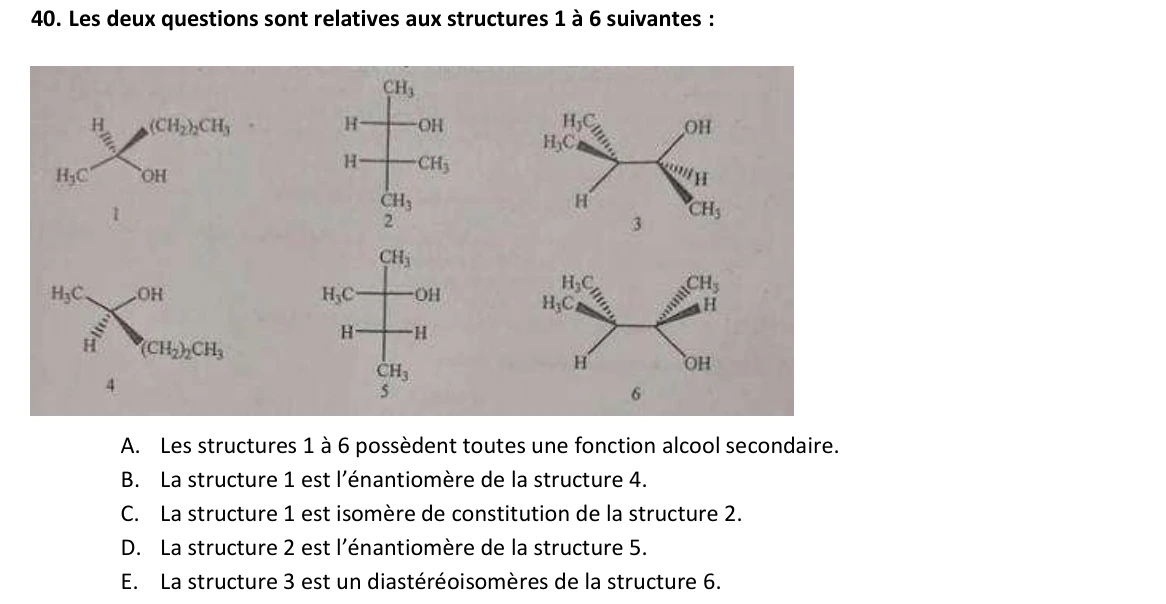 40. Les deux questions sont relatives aux structures 1 à 6 suivantes :
CH₃
H (CH₂)₂CH₃ H OH H₃C OH
H₃C
H CH₃ H
H₃C OH H
CH₃ CH₃
1 2 3
CH₃
H₃C OH H₃C OH H₃C CH₃
H₃C H
H H
H (CH₂)₂CH₃ H OH
CH₃
4 5 6
A. Les structures 1 à 6 possèdent toutes une fonction alcool secondaire.
B. La structure 1 est l’énantiomère de la structure 4.
C. La structure 1 est isomère de constitution de la structure 2.
D. La structure 2 est l’énantiomère de la structure 5.
E. La structure 3 est un diastéréoisomères de la structure 6.